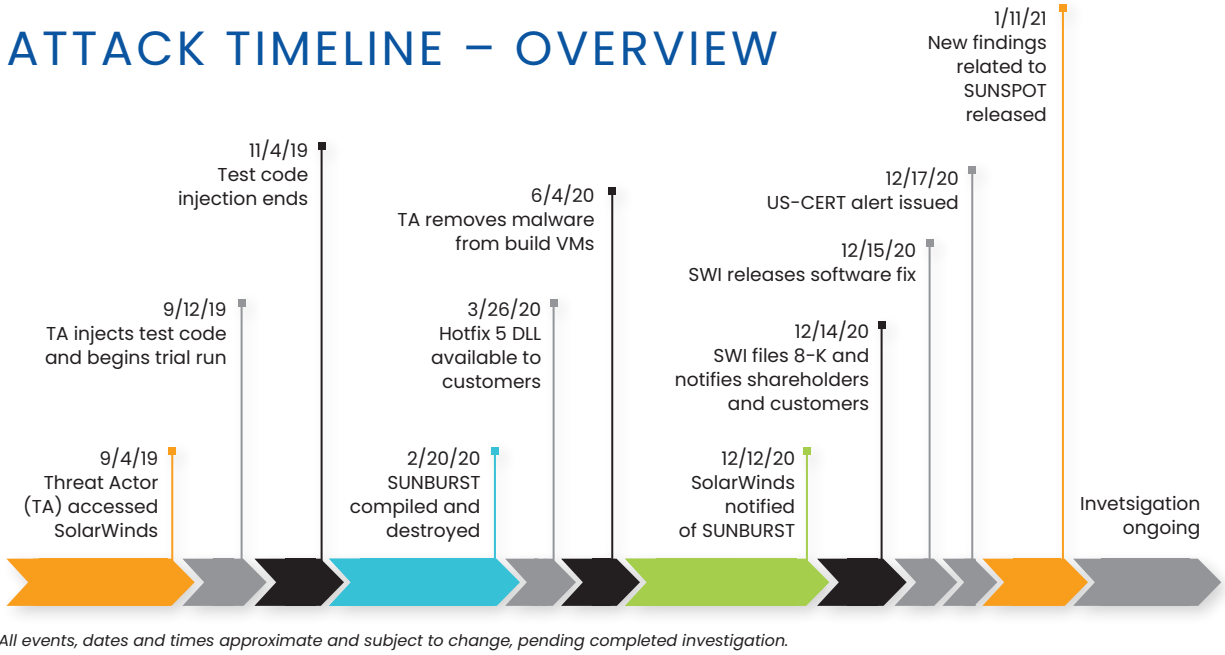 ATTACK TIMELINE – OVERVIEW
9/4/19
Threat Actor
(TA) accessed
SolarWinds
9/12/19
TA injects test code
and begins trial run
11/4/19
Test code
injection ends
2/20/20
SUNBURST
compiled and
destroyed
3/26/20
Hotfix 5 DLL
available to
customers
6/4/20
TA removes malware
from build VMs
12/12/20
SolarWinds
notified
of SUNBURST
12/14/20
SWI files 8-K and
notifies shareholders
and customers
12/15/20
SWI releases software fix
12/17/20
US-CERT alert issued
1/11/21
New findings
related to
SUNSPOT
released
Invetsigation
ongoing
All events, dates and times approximate and subject to change, pending completed investigation.